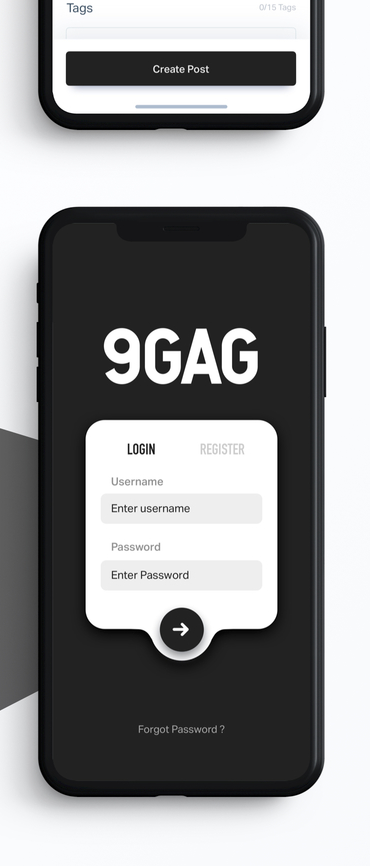 Tags 0/15 Tags
Create Post
9GAG
LOGIN REGISTER
Username
Enter username
Password
Enter Password
Forgot Password ?